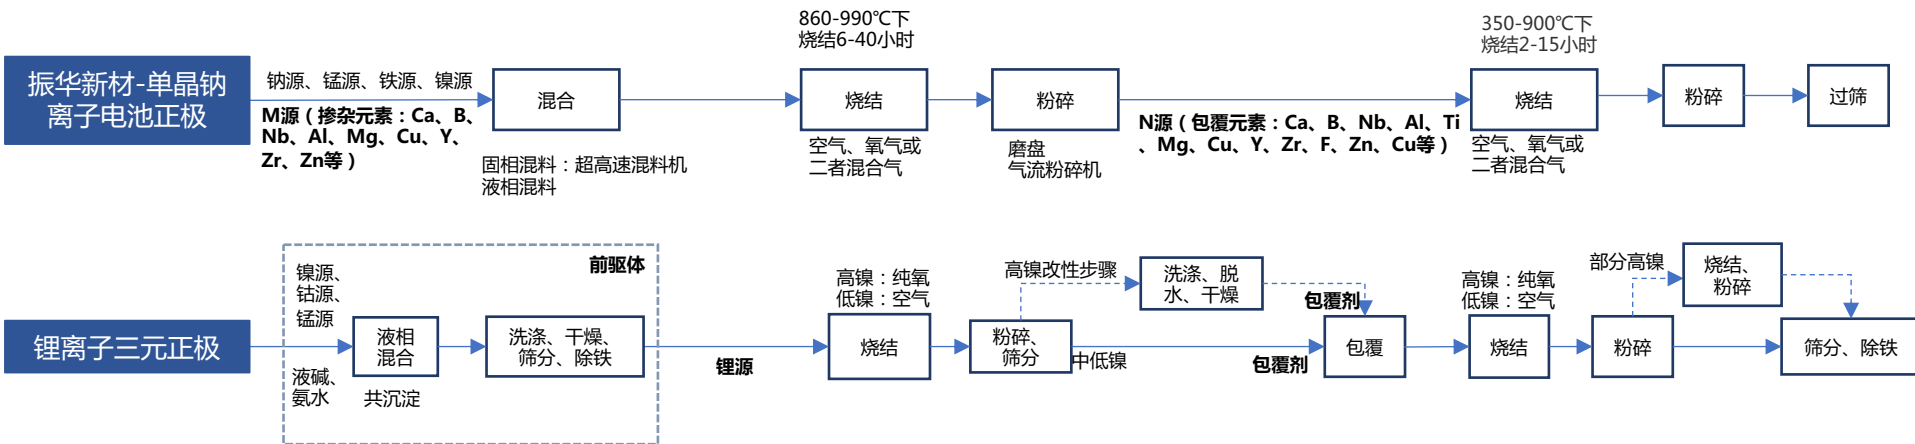 860-990℃下
烧结6-40小时
350-900℃下
烧结2-15小时
振华新材-单晶钠
离子电池正极
钠源、锰源、铁源、镍源
M源（掺杂元素：Ca、B、
Nb、Al、Mg、Cu、Y、
Zr、Zn等）
混合
固相混料：超高速混料机
液相混料
烧结
空气、氧气或
二者混合气
粉碎
磨盘
气流粉碎机
N源（包覆元素：Ca、B、Nb、Al、Ti
、Mg、Cu、Y、Zr、F、Zn、Cu等）
烧结
空气、氧气或
二者混合气
粉碎
过筛
锂离子三元正极
前驱体
镍源、
钴源、
锰源
液碱、
氨水
液相
混合
共沉淀
洗涤、干燥、
筛分、除铁
锂源
高镍：纯氧
低镍：空气
烧结
粉碎、
筛分
高镍改性步骤
洗涤、脱
水、干燥
中低镍
包覆剂
包覆剂
包覆
高镍：纯氧
低镍：空气
烧结
粉碎
部分高镍
烧结、
粉碎
筛分、除铁